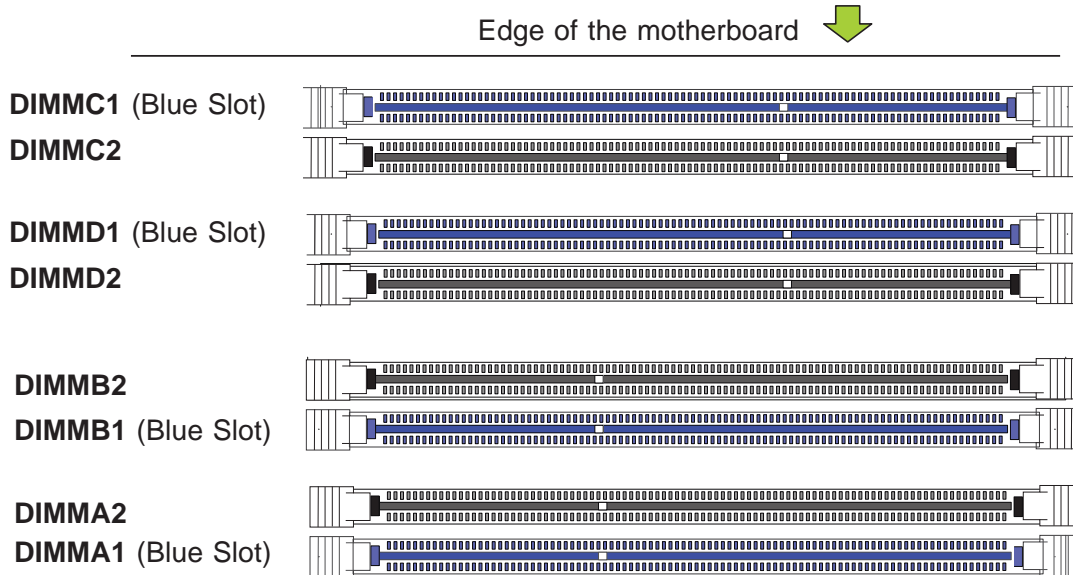 Edge of the motherboard
DIMMC1 (Blue Slot)
DIMMC2
DIMMD1 (Blue Slot)
DIMMD2
DIMMB2
DIMMB1 (Blue Slot)
DIMMA2
DIMMA1 (Blue Slot)